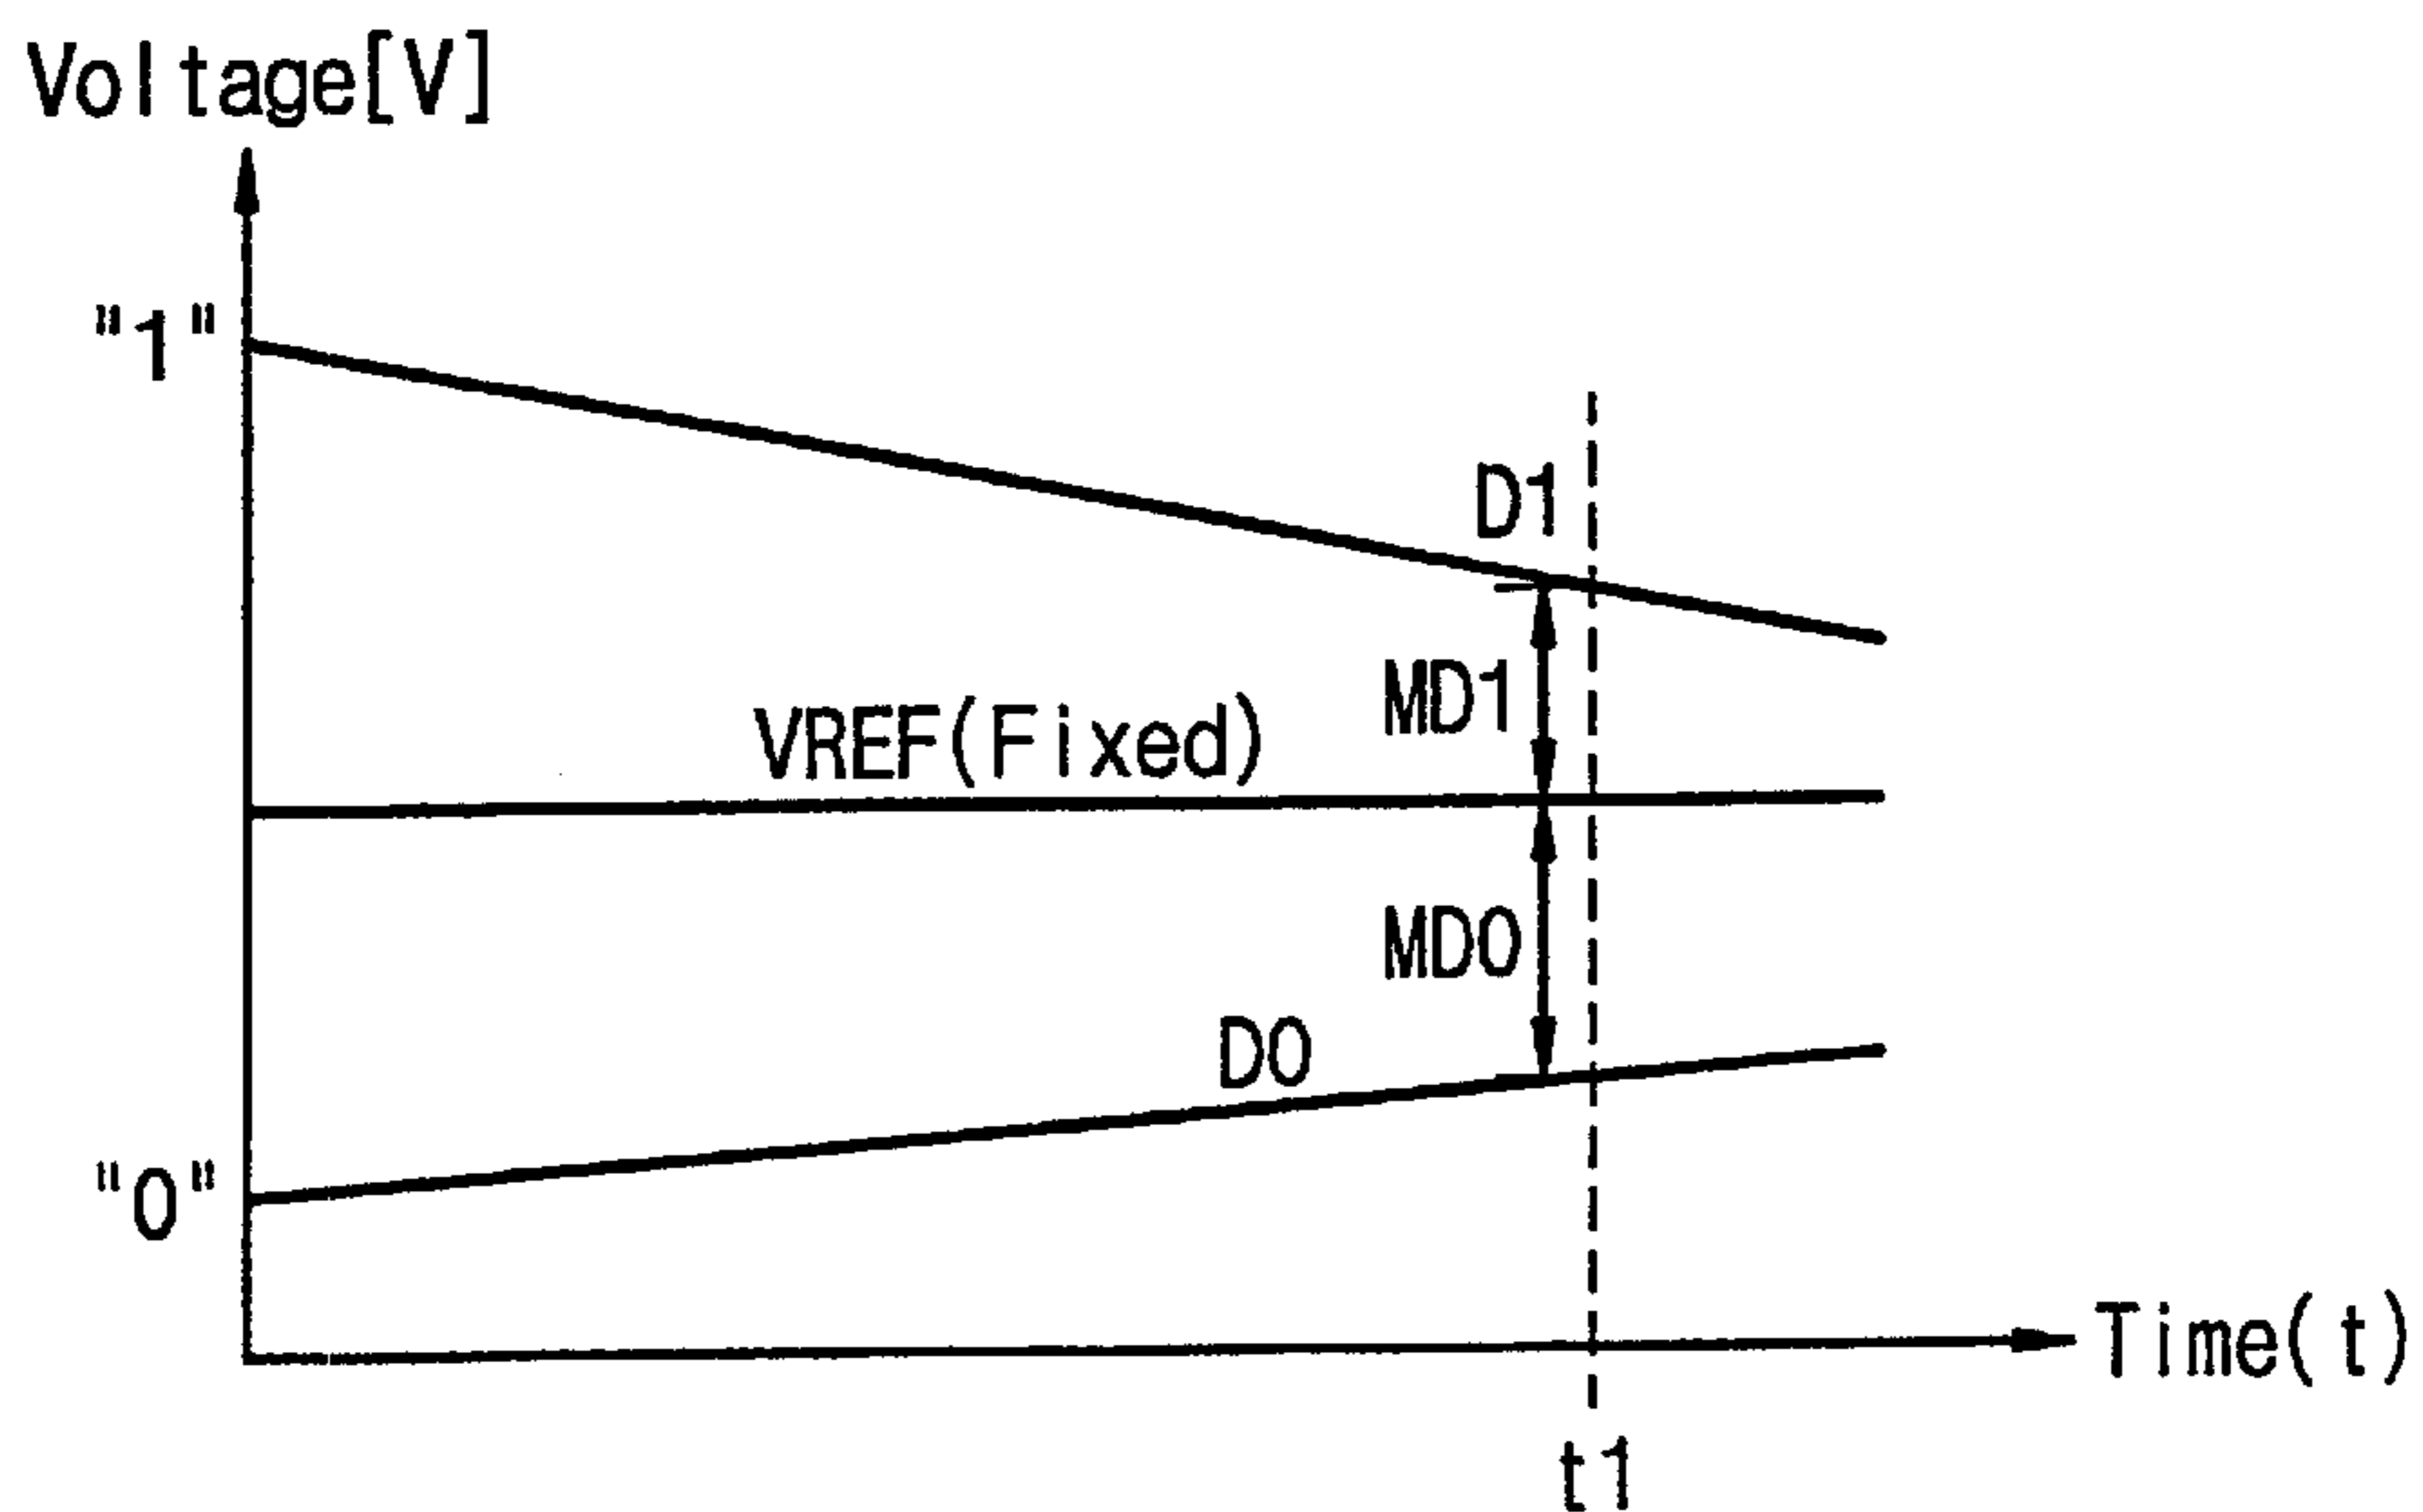 Voltage[V]
"1"
D1
MD1
VREF(Fixed)
MD0
D0
"0"
Time(t)
t1